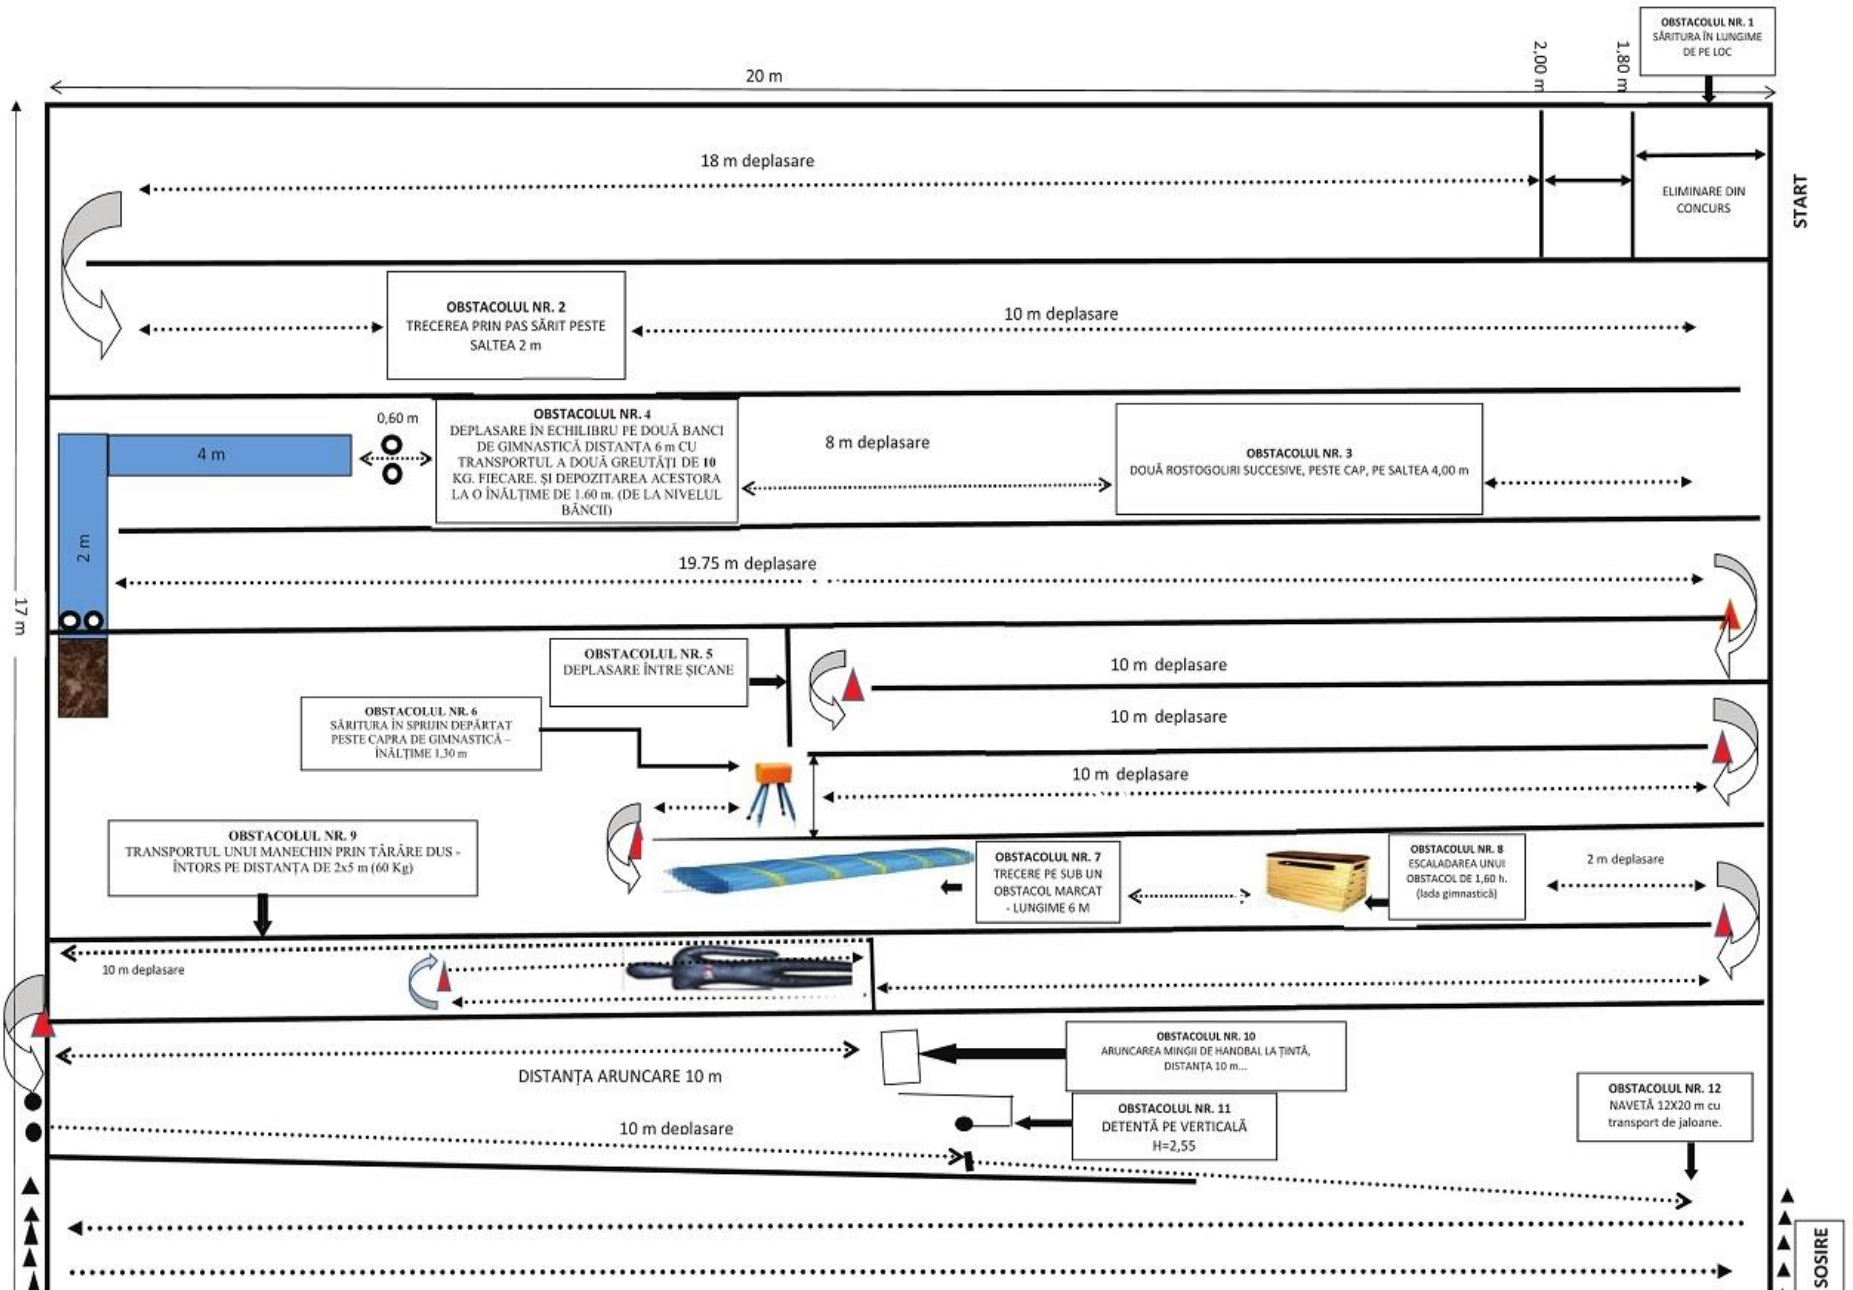 OBSTACOLUL NR. 1
SĂRITURA ÎN LUNGIME
DE PE LOC
2,00 m
1,80 m
20 m
18 m deplasare
ELIMINARE DIN
CONCURS
START
OBSTACOLUL NR. 2
TRECEREA PRIN PAS SĂRIT PESTE
SALTEA 2 m
10 m deplasare
4 m
0,60 m
OBSTACOLUL NR. 4
DEPLASARE ÎN ECHILIBRU PE DOUĂ BANCI
DE GIMNASTICĂ DISTANȚA 6 m CU
TRANSPORTUL A DOUĂ GREUTĂȚI DE 10
KG. FIECARE. ȘI DEPOZITAREA ACESTORA
LA O ÎNĂLȚIME DE 1.60 m. (DE LA NIVELUL
BĂNCII)
8 m deplasare
OBSTACOLUL NR. 3
DOUĂ ROSTOGOLIRI SUCCESIVE, PESTE CAP, PE SALTEA 4,00 m
2 m
19.75 m deplasare
17 m
OBSTACOLUL NR. 5
DEPLASARE ÎNTRE ȘICANE
10 m deplasare
OBSTACOLUL NR. 6
SĂRITURA ÎN SPRIJIN DEPĂRTAT
PESTE CAPRA DE GIMNASTICĂ –
ÎNĂLȚIME 1,30 m
10 m deplasare
10 m deplasare
OBSTACOLUL NR. 9
TRANSPORTUL UNUI MANECHIN PRIN TÂRÂRE DUS -
ÎNTORS PE DISTANȚA DE 2x5 m (60 Kg)
OBSTACOLUL NR. 7
TRECERE PE SUB UN
OBSTACOL MARCAT
- LUNGIME 6 M
OBSTACOLUL NR. 8
ESCALADAREA UNUI
OBSTACOL DE 1,60 h.
(lada gimnastică)
2 m deplasare
10 m deplasare
DISTANȚA ARUNCARE 10 m
OBSTACOLUL NR. 10
ARUNCAREA MINGII DE HANDBAL LA ȚINTĂ,
DISTANȚA 10 m...
OBSTACOLUL NR. 11
DETENTĂ PE VERTICALĂ
H=2,55
10 m deplasare
OBSTACOLUL NR. 12
NAVETĂ 12X20 m cu
transport de jaloane.
SOSIRE